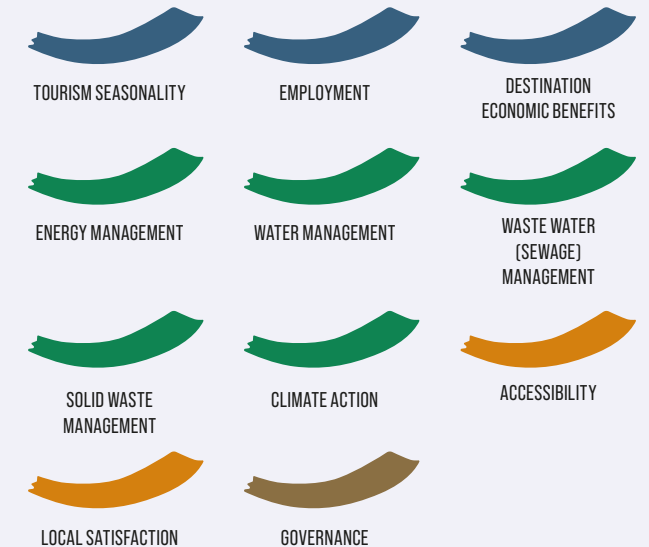 TOURISM SEASONALITY
EMPLOYMENT
DESTINATION
ECONOMIC BENEFITS
ENERGY MANAGEMENT
WATER MANAGEMENT
WASTE WATER
(SEWAGE)
MANAGEMENT
SOLID WASTE
MANAGEMENT
CLIMATE ACTION
ACCESSIBILITY
LOCAL SATISFACTION
GOVERNANCE